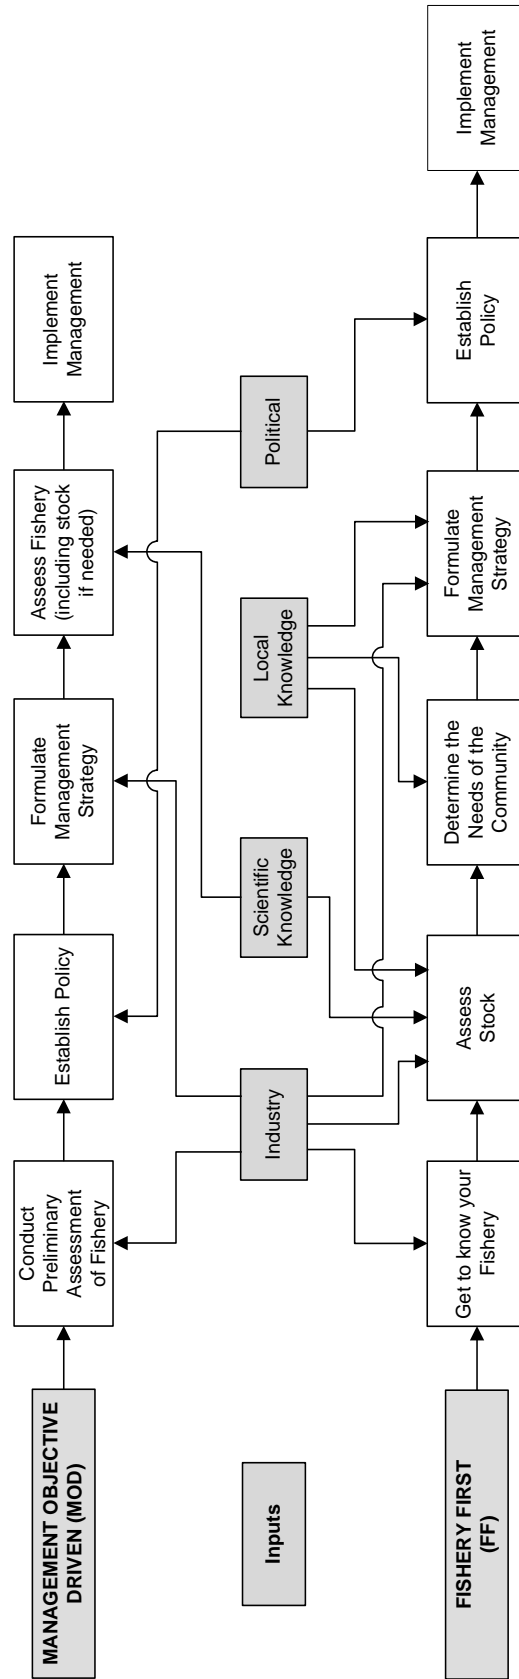 MANAGEMENT OBJECTIVE
DRIVEN (MOD)
Conduct
Preliminary
Assessment
of Fishery
Establish Policy
Formulate
Management
Strategy
Assess Fishery
(including stock
if needed)
Implement
Management
Inputs
Industry
Scientific
Knowledge
Local
Knowledge
Political
FISHERY FIRST
(FF)
Get to know your
Fishery
Assess
Stock
Determine the
Needs of the
Community
Formulate
Management
Strategy
Establish
Policy
Implement
Management